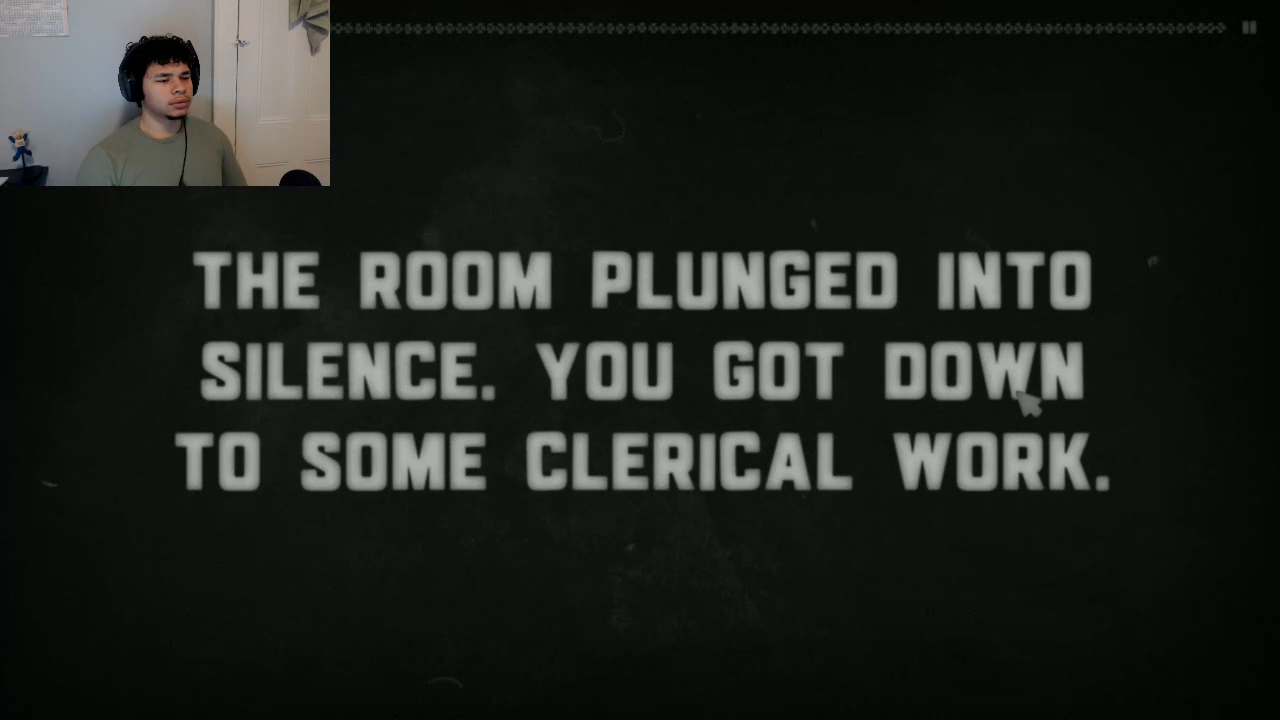 THE ROOM PLUNGED INTO
SILENCE. YOU GOT DOWN
TO SOME CLERICAL WORK.